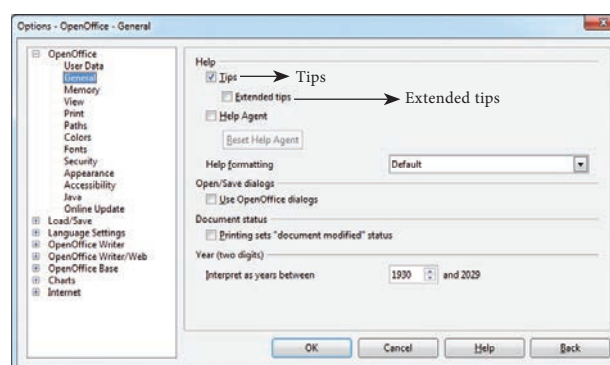 Options - OpenOffice - General
OpenOffice
User Data
General
Memory
View
Print
Paths
Colors
Fonts
Security
Appearance
Accessibility
Java
Online Update
Load/Save
Language Settings
OpenOffice Writer
OpenOffice Writer/Web
OpenOffice Base
Charts
Internet
Help
Tips Tips
Extended tips Extended tips
Help Agent
Reset Help Agent
Help formatting Default
Open/Save dialogs
Use OpenOffice dialogs
Document status
Printing sets "document modified" status
Year (two digits)
Interpret as years between 1930 and 2029
OK Cancel Help Back